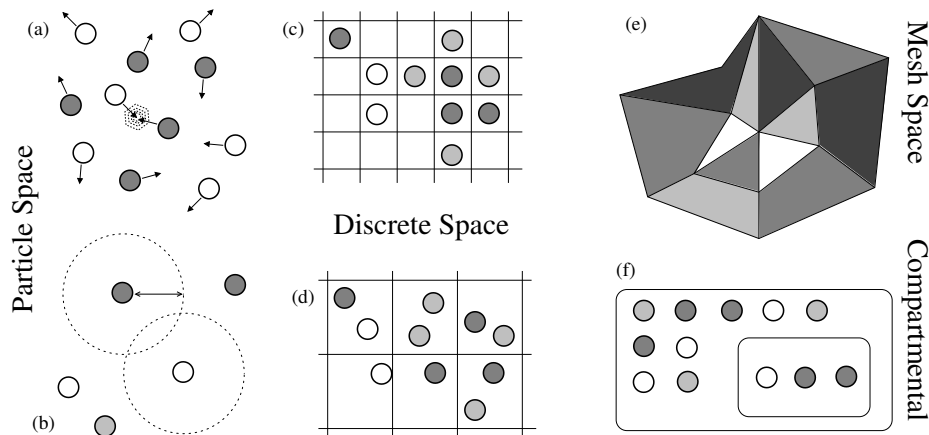 (a)
(c)
(e)
Mesh Space
Particle Space
Discrete Space
(d)
(f)
Compartmental
(b)